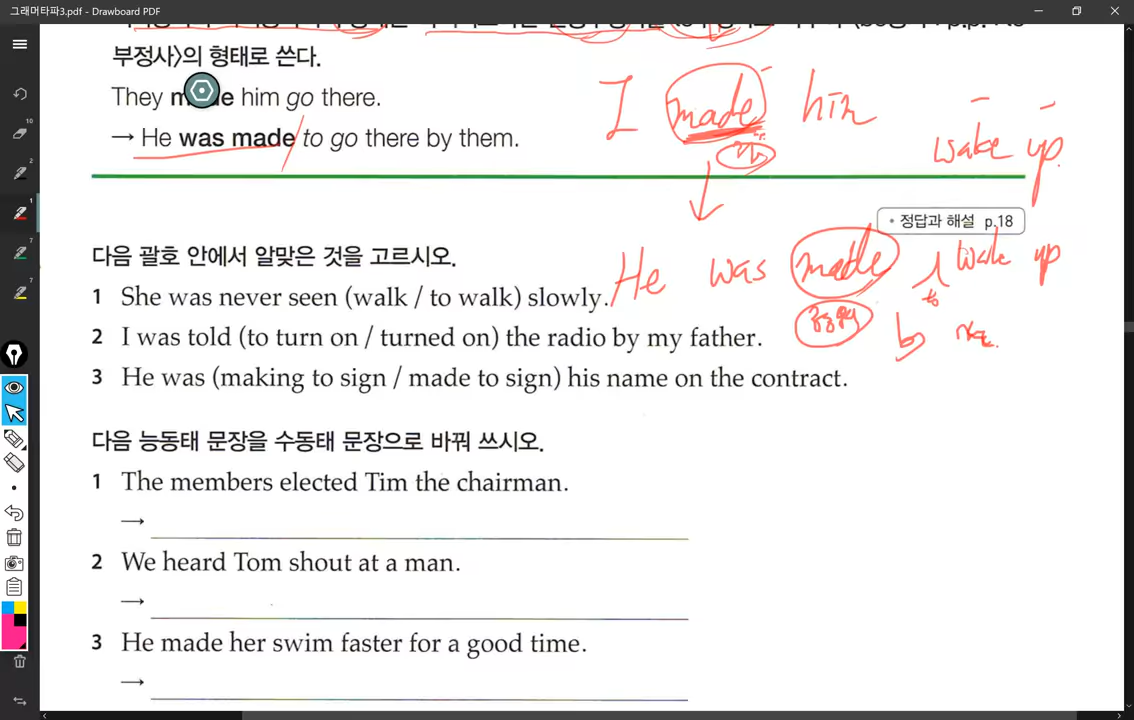 그래머타파3.pdf - Drawboard PDF
부정사>의 형태로 쓴다.
They made him go there.
→ He was made to go there by them.
I made him wake up.
정답과 해설 p.18
He was made to wake up
by me.
다음 괄호 안에서 알맞은 것을 고르시오.
1 She was never seen (walk / to walk) slowly.
2 I was told (to turn on / turned on) the radio by my father.
3 He was (making to sign / made to sign) his name on the contract.
다음 능동태 문장을 수동태 문장으로 바꿔 쓰시오.
1 The members elected Tim the chairman.
→
2 We heard Tom shout at a man.
→
3 He made her swim faster for a good time.
→
10
2
1
7
7